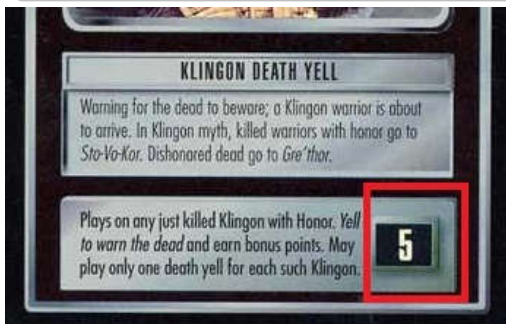 KLINGON DEATH YELL
Warning for the dead to beware; a Klingon warrior is about
to arrive. In Klingon myth, killed warriors with honor go to
Sto-Vo-Kor. Dishonored dead go to Gre'thor.
Plays on any just killed Klingon with Honor. Yell
to warn the dead and earn bonus points. May
play only one death yell for each such Klingon.
5